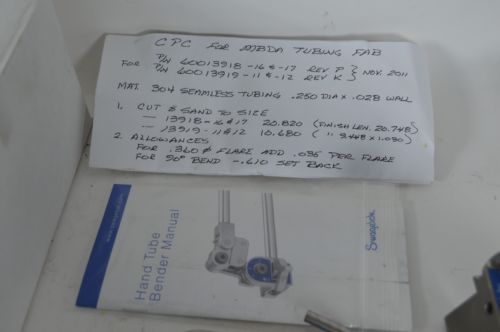 CPC FOR MBDA TUBING FAB
FOR P/N 60013918-16 & -17 REV P } NOV. 2011
P/N 60013919-11 & -12 REV K
MAT. 304 SEAMLESS TUBING .250 DIA x .028 WALL
1. CUT & SAND TO SIZE
— 13918-16 & 17 20.820 (FINISH LEN. 20.748)
— 13919-11 & 12 10.680 ( " 9.448 x 1.030)
2. ALLOWANCES
FOR .360 Ø FLARE ADD .035 PER FLARE
FOR 90° BEND -.610 SET BACK
Hand Tube
Bender Manual
Swagelok